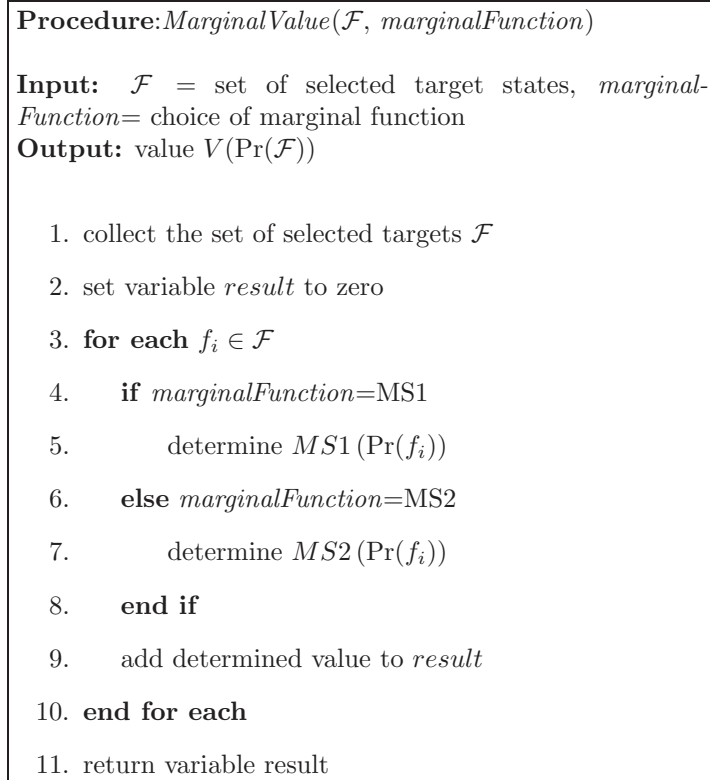 Procedure:MarginalValue(ℱ, marginalFunction)
Input: ℱ = set of selected target states, marginal-
Function= choice of marginal function
Output: value V(Pr(ℱ))
1. collect the set of selected targets ℱ
2. set variable result to zero
3. for each f_i ∈ ℱ
4. if marginalFunction=MS1
5. determine MS1 (Pr(f_i))
6. else marginalFunction=MS2
7. determine MS2 (Pr(f_i))
8. end if
9. add determined value to result
10. end for each
11. return variable result